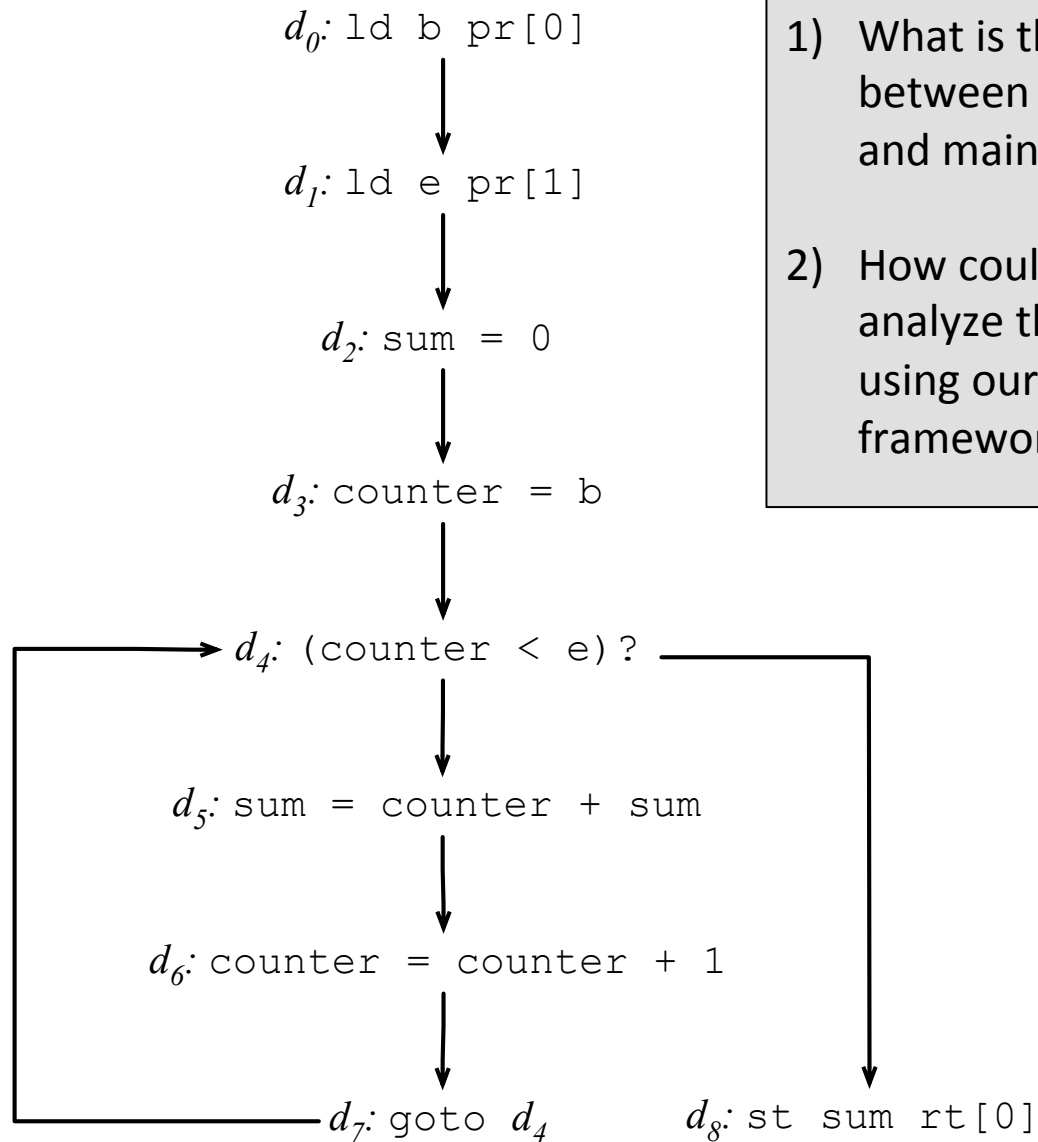 d0: ld b pr[0]
d1: ld e pr[1]
d2: sum = 0
d3: counter = b
d4: (counter < e)?
d5: sum = counter + sum
d6: counter = counter + 1
d7: goto d4
d8: st sum rt[0]
1) What is
between
and main
2) How coul
analyze
using our
framewor